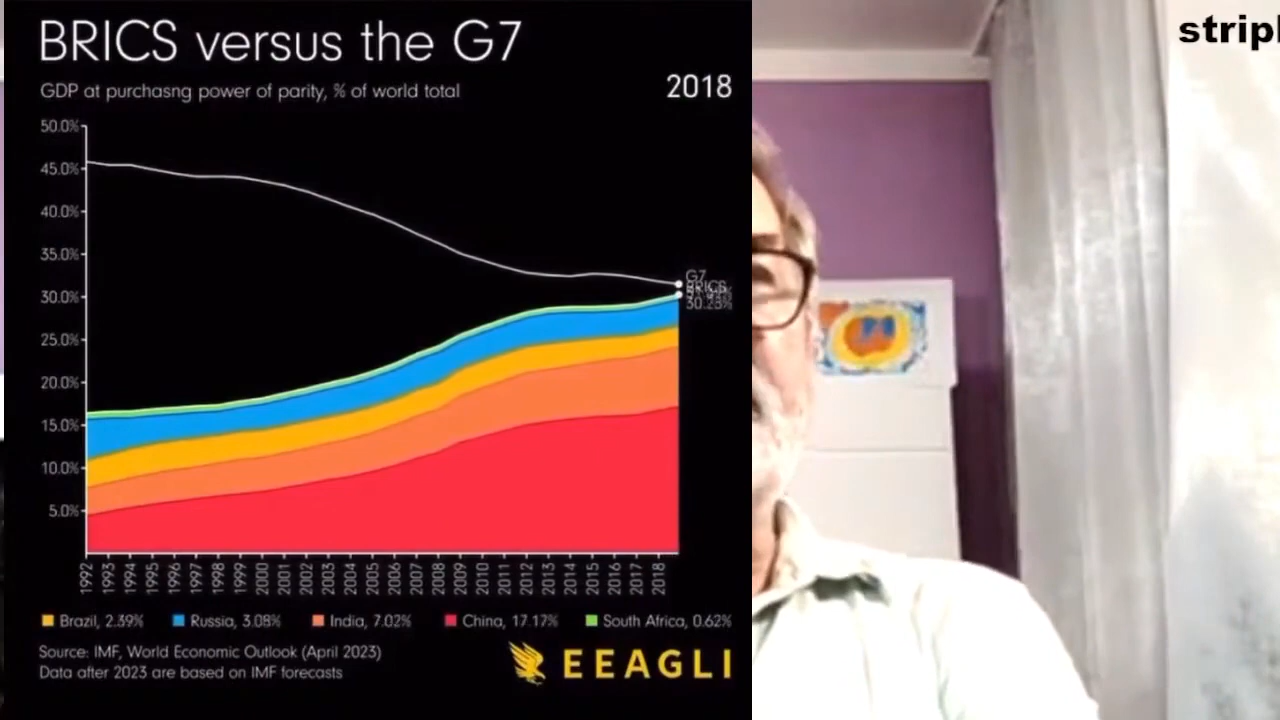 BRICS versus the G7
GDP at purchasng power of parity, % of world total
2018
50.0%
45.0%
40.0%
35.0%
30.0%
25.0%
20.0%
15.0%
10.0%
5.0%
G7
BRICS
30.28%
1992 1993 1994 1995 1996 1997 1998 1999 2000 2001 2002 2003 2004 2005 2006 2007 2008 2009 2010 2011 2012 2013 2014 2015 2016 2017 2018
Brazil, 2.39% Russia, 3.08% India, 7.02% China, 17.17% South Africa, 0.62%
Source: IMF, World Economic Outlook (April 2023)
Data after 2023 are based on IMF forecasts
EEAGLI